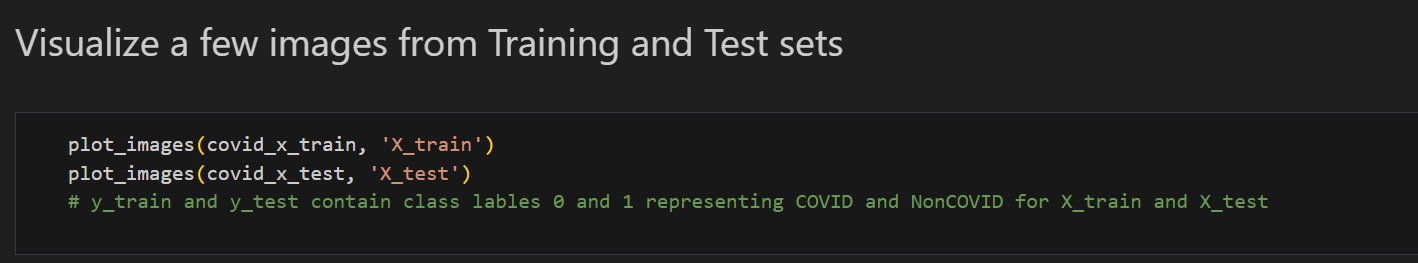 Visualize a few images from Training and Test sets
plot_images(covid_x_train, 'X_train')
plot_images(covid_x_test, 'X_test')
# y_train and y_test contain class lables 0 and 1 representing COVID and NonCOVID for X_train and X_test